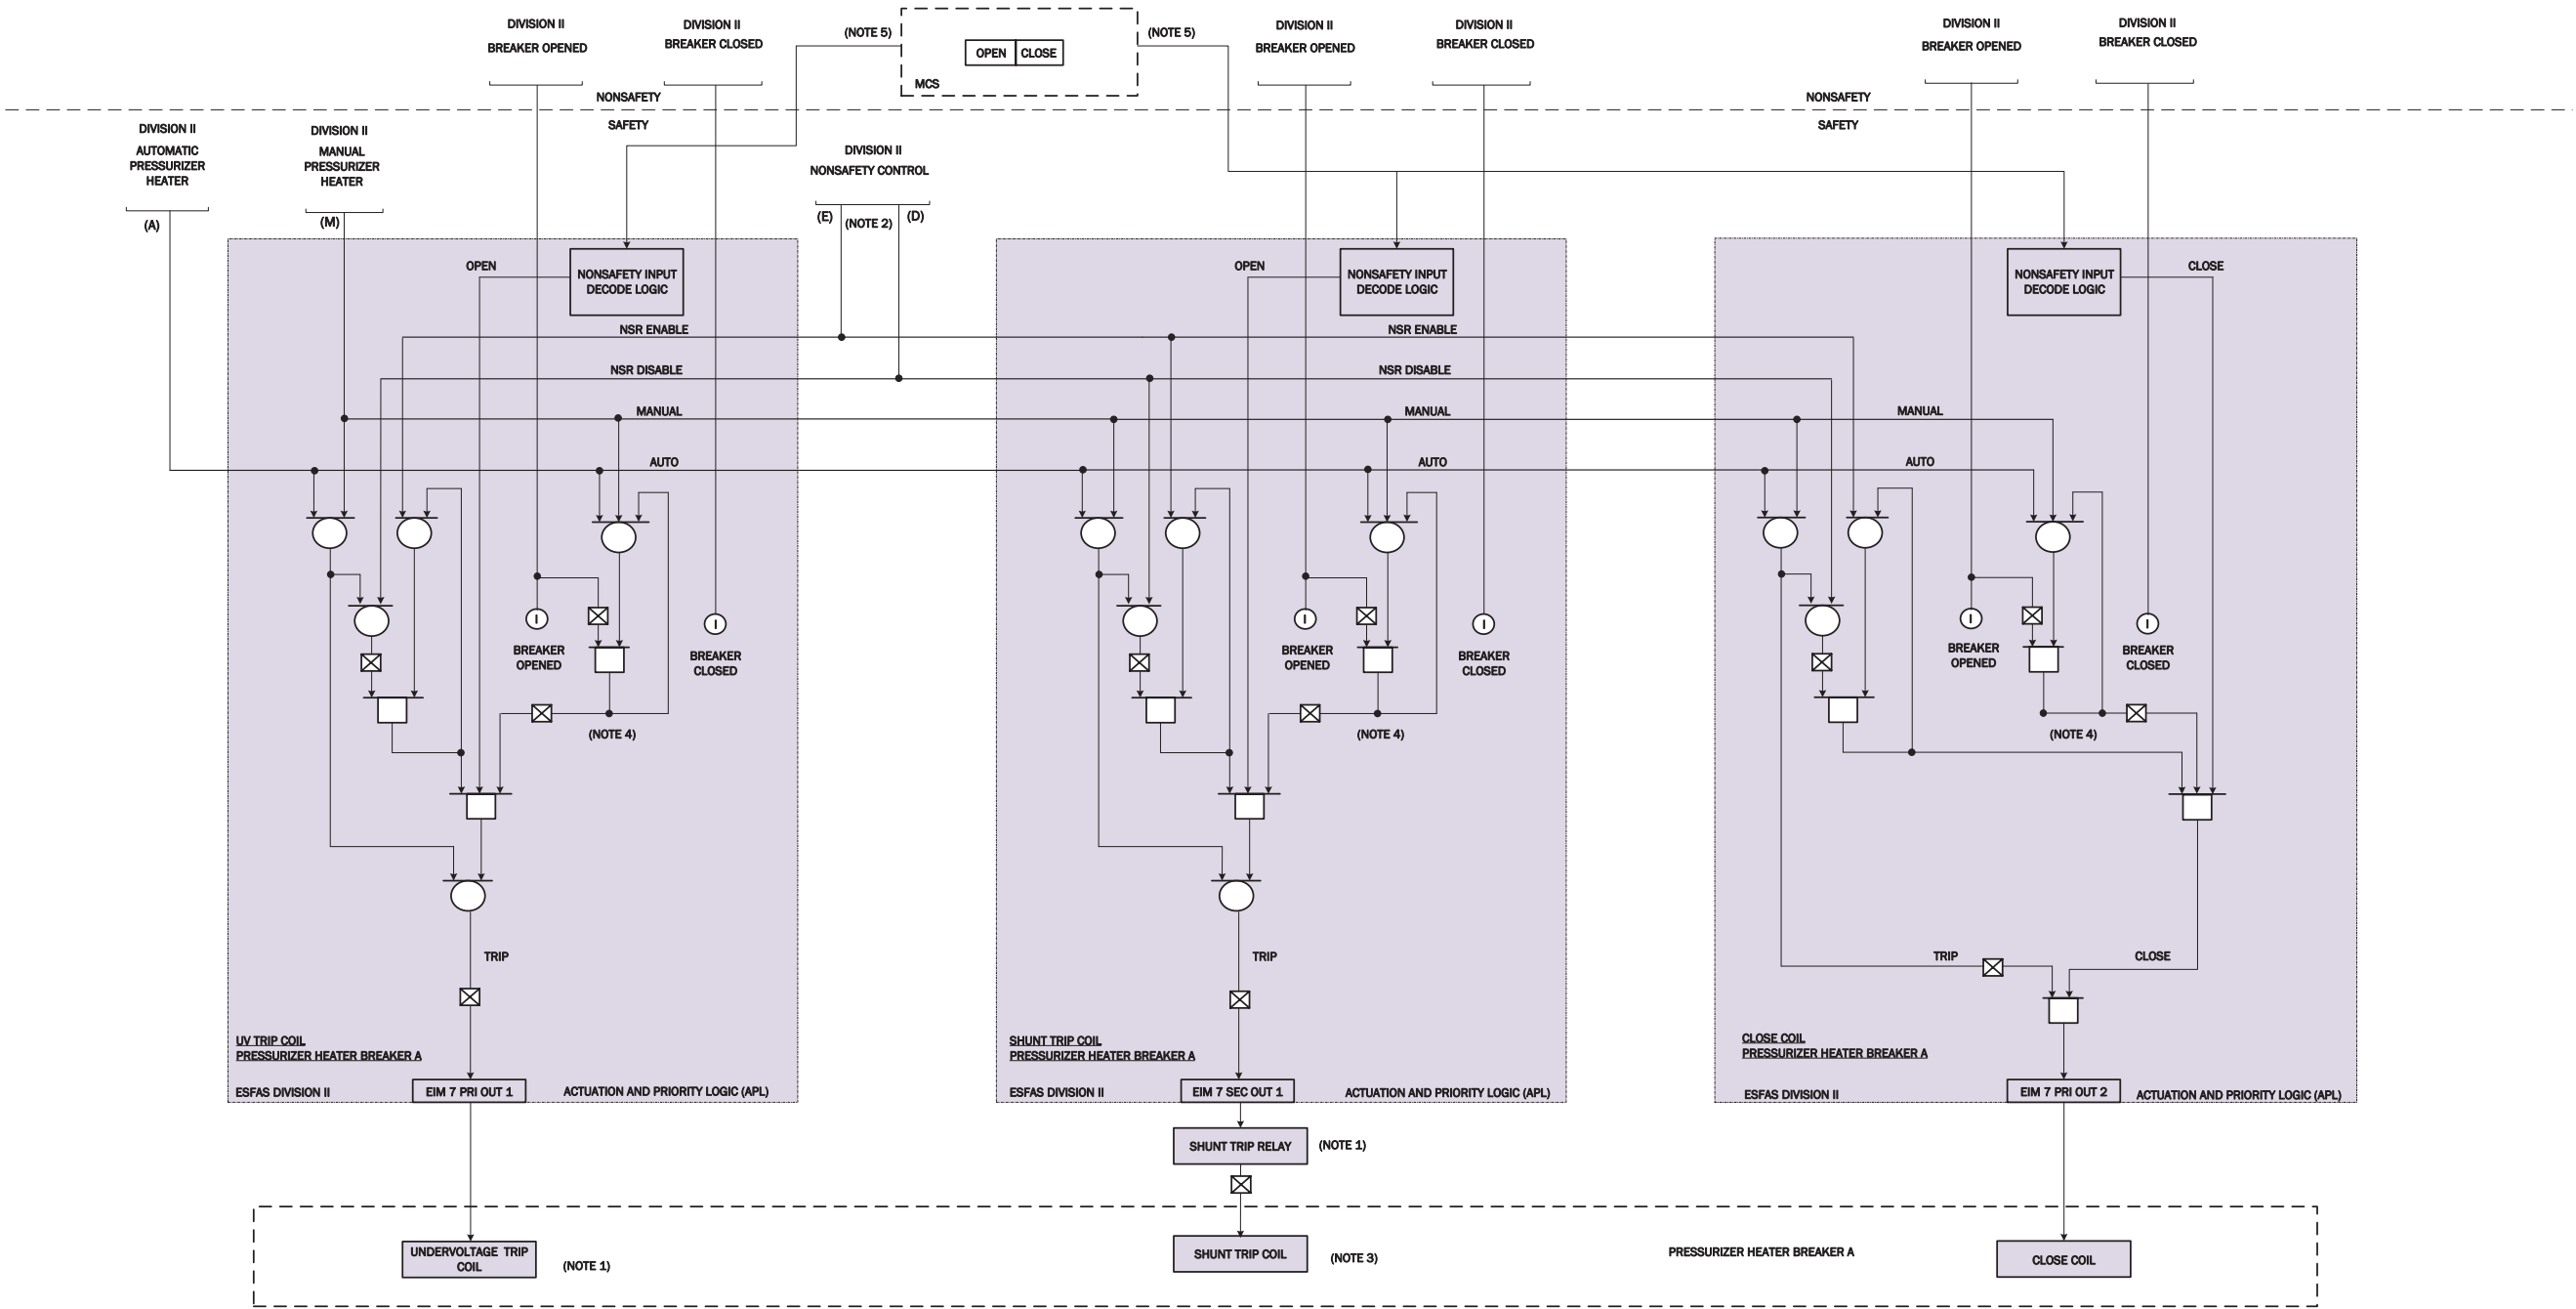 DIVISION II
BREAKER OPENED
DIVISION II
BREAKER CLOSED
(NOTE 5)
OPEN
CLOSE
MCS
(NOTE 5)
DIVISION II
BREAKER OPENED
DIVISION II
BREAKER CLOSED
DIVISION II
BREAKER OPENED
DIVISION II
BREAKER CLOSED
NONSAFETY
SAFETY
NONSAFETY
SAFETY
DIVISION II
AUTOMATIC
PRESSURIZER
HEATER
(A)
DIVISION II
MANUAL
PRESSURIZER
HEATER
(M)
DIVISION II
NONSAFETY CONTROL
(E)
(NOTE 2)
(D)
OPEN
NONSAFETY INPUT
DECODE LOGIC
NSR ENABLE
NSR DISABLE
MANUAL
AUTO
I
BREAKER
OPENED
I
BREAKER
CLOSED
(NOTE 4)
TRIP
UV TRIP COIL
PRESSURIZER HEATER BREAKER A
ESFAS DIVISION II
EIM 7 PRI OUT 1
ACTUATION AND PRIORITY LOGIC (APL)
OPEN
NONSAFETY INPUT
DECODE LOGIC
NSR ENABLE
NSR DISABLE
MANUAL
AUTO
I
BREAKER
OPENED
I
BREAKER
CLOSED
(NOTE 4)
TRIP
SHUNT TRIP COIL
PRESSURIZER HEATER BREAKER A
ESFAS DIVISION II
EIM 7 SEC OUT 1
ACTUATION AND PRIORITY LOGIC (APL)
NONSAFETY INPUT
DECODE LOGIC
CLOSE
MANUAL
AUTO
I
BREAKER
OPENED
I
BREAKER
CLOSED
(NOTE 4)
TRIP
CLOSE
CLOSE COIL
PRESSURIZER HEATER BREAKER A
ESFAS DIVISION II
EIM 7 PRI OUT 2
ACTUATION AND PRIORITY LOGIC (APL)
SHUNT TRIP RELAY
(NOTE 1)
UNDERVOLTAGE TRIP
COIL
(NOTE 1)
SHUNT TRIP COIL
(NOTE 3)
PRESSURIZER HEATER BREAKER A
CLOSE COIL